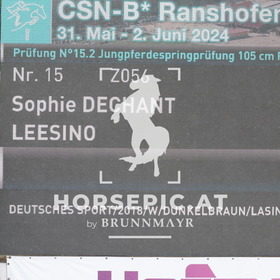 CSN-B* Ranshofen
31. Mai - 2. Juni 2024
Prüfung N°15.2 Jungpferdespringprüfung 105 cm
Nr. 15 Z056
Sophie DECHANT
LEESINO
HORSEPIC.AT
DEUTSCHES SPORT/2018/W/DUNKELBRAUN/LASIN
by BRUNNMAYR